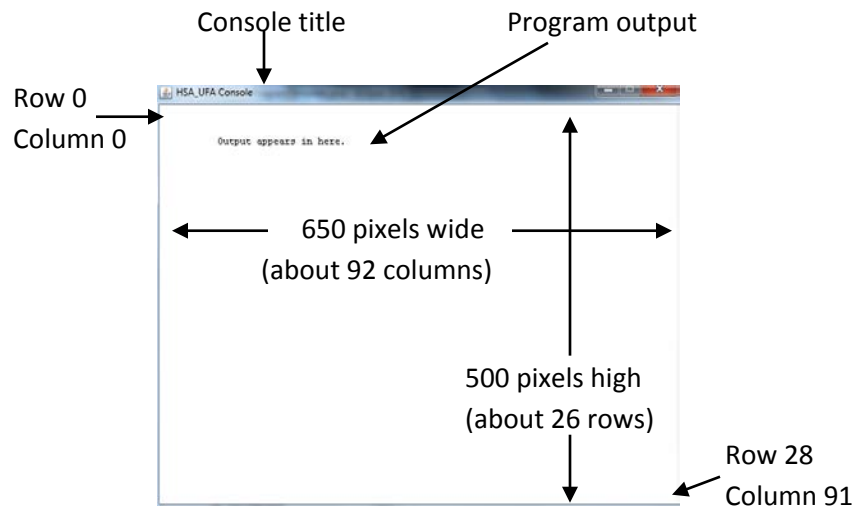 Console title
Program output
HSA_UFA Console
Row 0
Column 0
Output appears in here.
650 pixels wide
(about 92 columns)
500 pixels high
(about 26 rows)
Row 28
Column 91